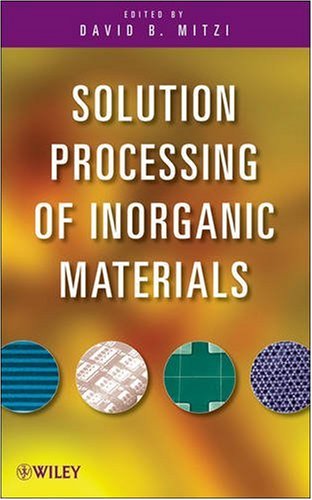 EDITED BY
DAVID B. MITZI
SOLUTION
PROCESSING
OF INORGANIC
MATERIALS
WILEY